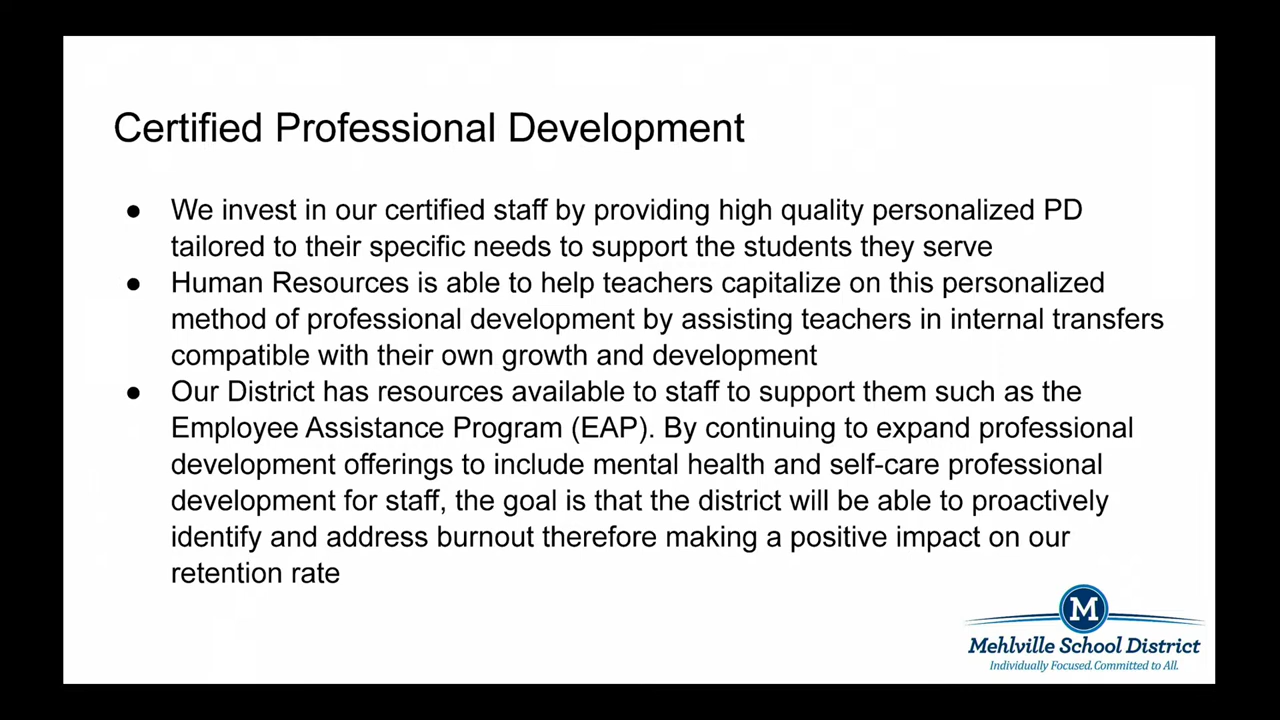 Certified Professional Development
● We invest in our certified staff by providing high quality personalized PD
tailored to their specific needs to support the students they serve
● Human Resources is able to help teachers capitalize on this personalized
method of professional development by assisting teachers in internal transfers
compatible with their own growth and development
● Our District has resources available to staff to support them such as the
Employee Assistance Program (EAP). By continuing to expand professional
development offerings to include mental health and self-care professional
development for staff, the goal is that the district will be able to proactively
identify and address burnout therefore making a positive impact on our
retention rate
M
Mehlville School District
Individually Focused. Committed to All.